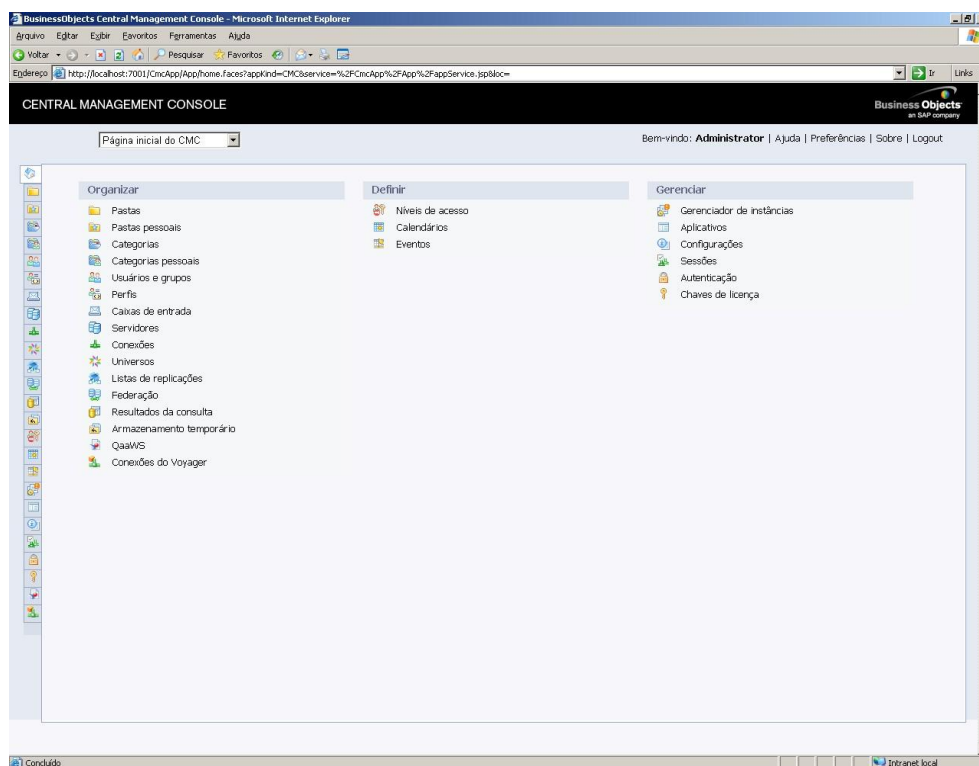 BusinessObjects Central Management Console - Microsoft Internet Explorer
Arquivo Editar Exibir Favoritos Ferramentas Ajuda
Voltar Pesquisar Favoritos
Endereço http://localhost:7001/CmcApp/App/home.faces?appKind=CMC&service=%2FCmcApp%2FApp%2FappService.jsp&loc= Ir Links
CENTRAL MANAGEMENT CONSOLE
Business Objects
an SAP company
Página inicial do CMC
Bem-vindo: Administrator | Ajuda | Preferências | Sobre | Logout
Organizar
Pastas
Pastas pessoais
Categorias
Categorias pessoais
Usuários e grupos
Perfis
Caixas de entrada
Servidores
Conexões
Universos
Listas de replicações
Federação
Resultados da consulta
Armazenamento temporário
QaaWS
Conexões do Voyager
Definir
Níveis de acesso
Calendários
Eventos
Gerenciar
Gerenciador de instâncias
Aplicativos
Configurações
Sessões
Autenticação
Chaves de licença
Concluído
Intranet local